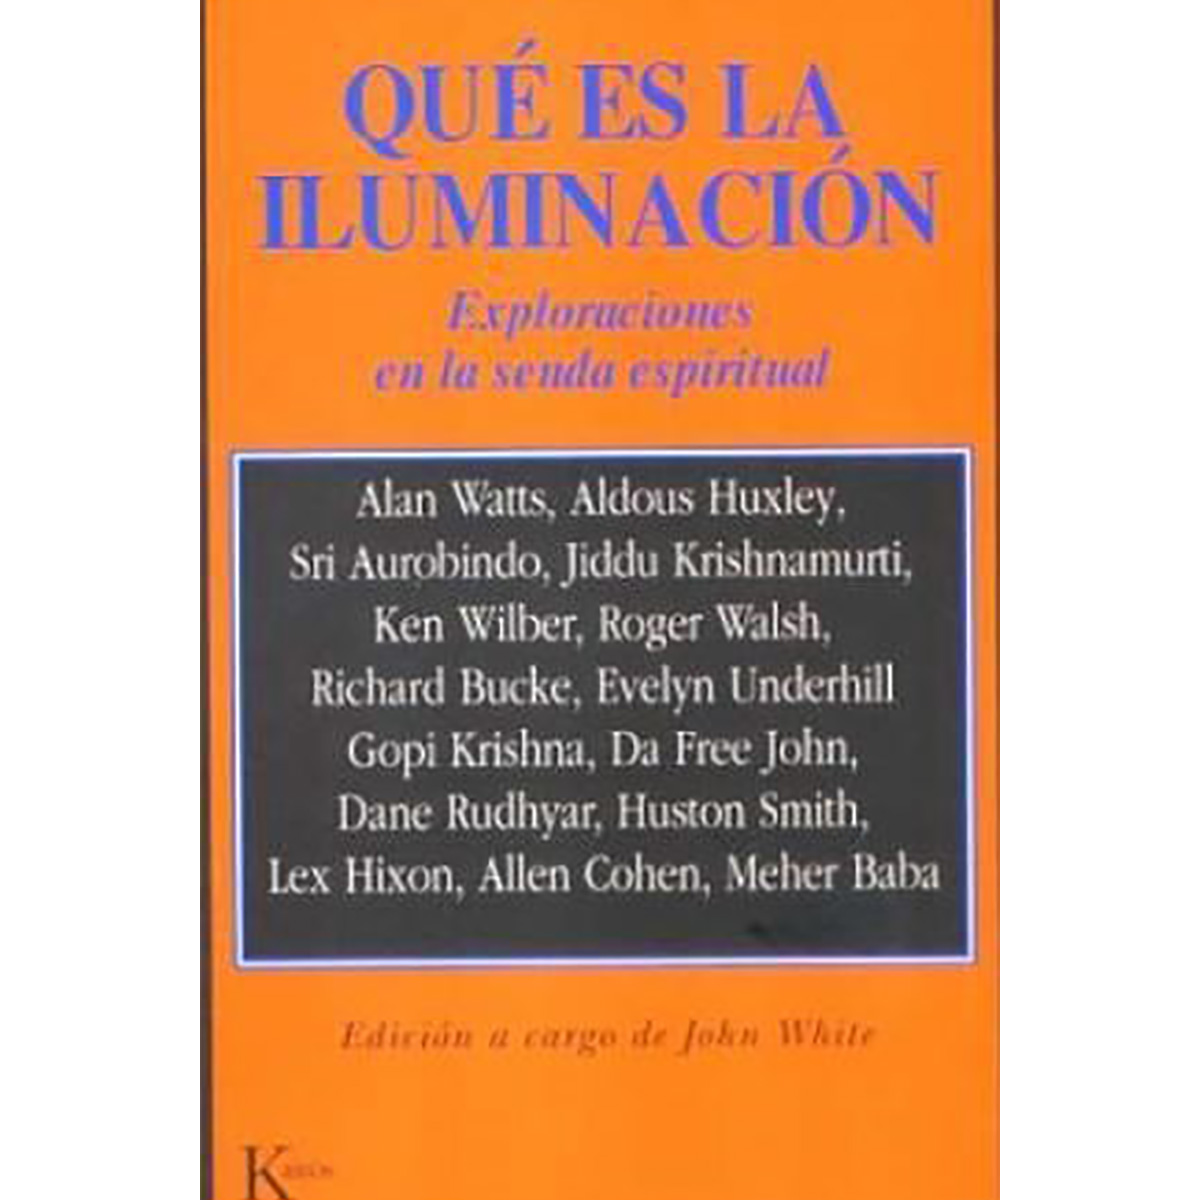 QUÉ ES LA
ILUMINACIÓN
Exploraciones
en la senda espiritual
Alan Watts, Aldous Huxley,
Sri Aurobindo, Jiddu Krishnamurti,
Ken Wilber, Roger Walsh,
Richard Bucke, Evelyn Underhill
Gopi Krishna, Da Free John,
Dane Rudhyar, Huston Smith,
Lex Hixon, Allen Cohen, Meher Baba
Edición a cargo de John White
Kairós